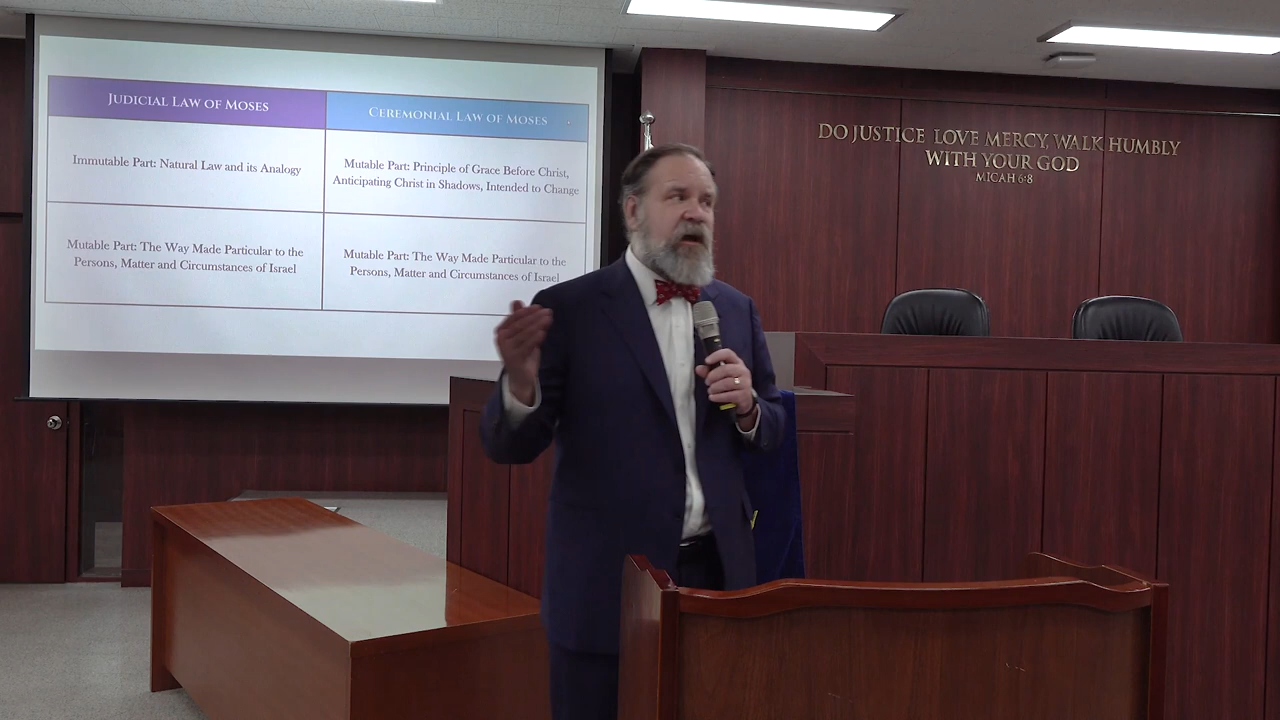 JUDICIAL LAW OF MOSES
CEREMONIAL LAW OF MOSES
Immutable Part: Natural Law and its Analogy
Mutable Part: Principle of Grace Before Christ,
Anticipating Christ in Shadows, Intended to Change
Mutable Part: The Way Made Particular to the
Persons, Matter and Circumstances of Israel
Mutable Part: The Way Made Particular to the
Persons, Matter and Circumstances of Israel
DO JUSTICE LOVE MERCY, WALK HUMBLY
WITH YOUR GOD
MICAH 6:8